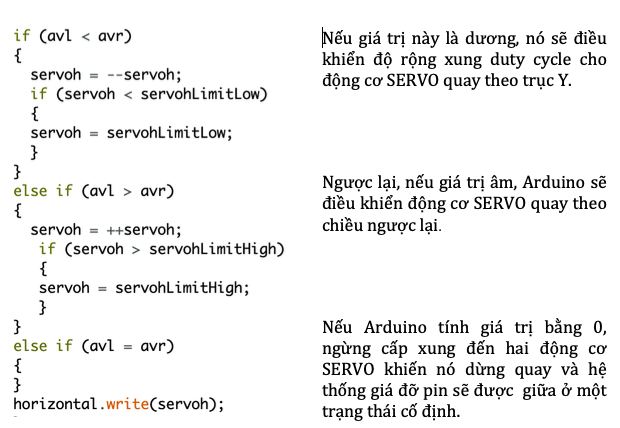 if (avl < avr)
{
servoh = --servoh;
if (servoh < servohLimitLow)
{
servoh = servohLimitLow;
}
}
else if (avl > avr)
{
servoh = ++servoh;
if (servoh > servohLimitHigh)
{
servoh = servohLimitHigh;
}
}
else if (avl = avr)
{
}
horizontal.write(servoh);
Nếu giá trị này là dương, nó sẽ điều
khiển độ rộng xung duty cycle cho
động cơ SERVO quay theo trục Y.
Ngược lại, nếu giá trị âm, Arduino sẽ
điều khiển động cơ SERVO quay theo
chiều ngược lại.
Nếu Arduino tính giá trị bằng 0,
ngừng cấp xung đến hai động cơ
SERVO khiến nó dừng quay và hệ
thống giá đỡ pin sẽ được giữa ở một
trạng thái cố định.